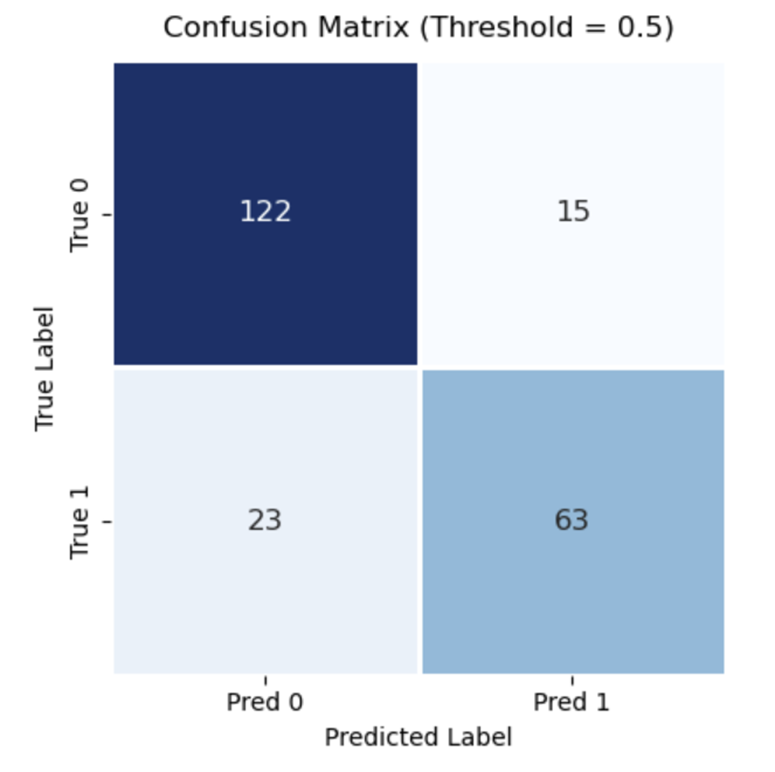 Confusion Matrix (Threshold = 0.5)
True Label
True 0
122
15
True 1
23
63
Pred 0
Pred 1
Predicted Label